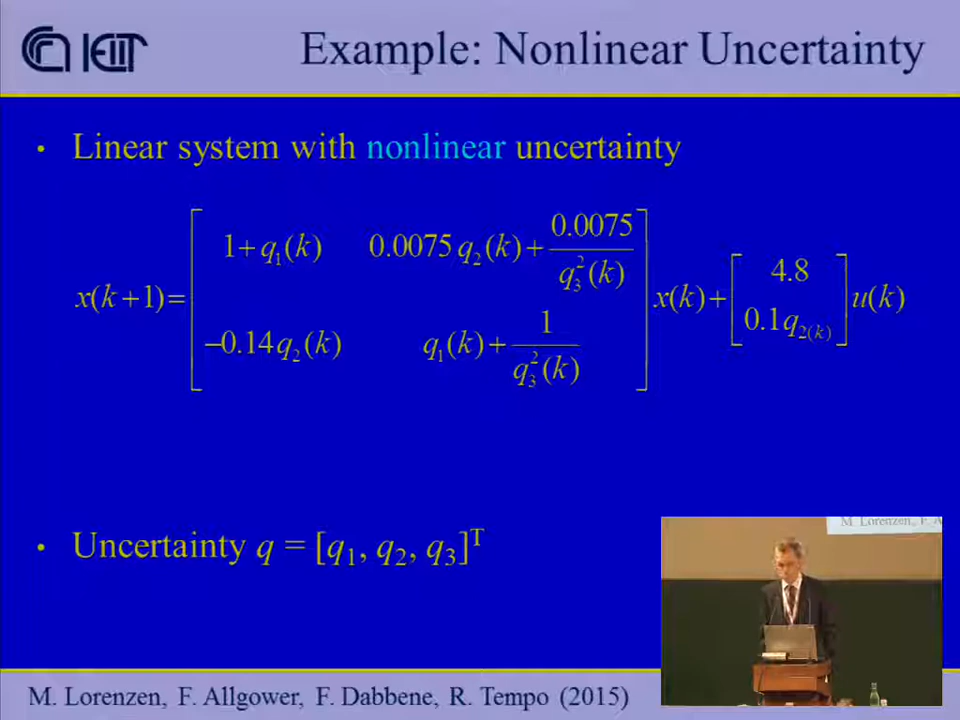 IEIIT
Example: Nonlinear Uncertainty
• Linear system with nonlinear uncertainty
x(k+1)= [ 1+q₁(k)  0.0075 q₂(k)+ 0.0075/q₃²(k) ; −0.14 q₂(k)  q₁(k)+ 1/q₃²(k) ] x(k)+ [ 4.8 ; 0.1q₂₍ₖ₎ ] u(k)
• Uncertainty q = [q₁, q₂, q₃]ᵀ
M. Lorenzen, F. A
M. Lorenzen, F. Allgower, F. Dabbene, R. Tempo (2015)